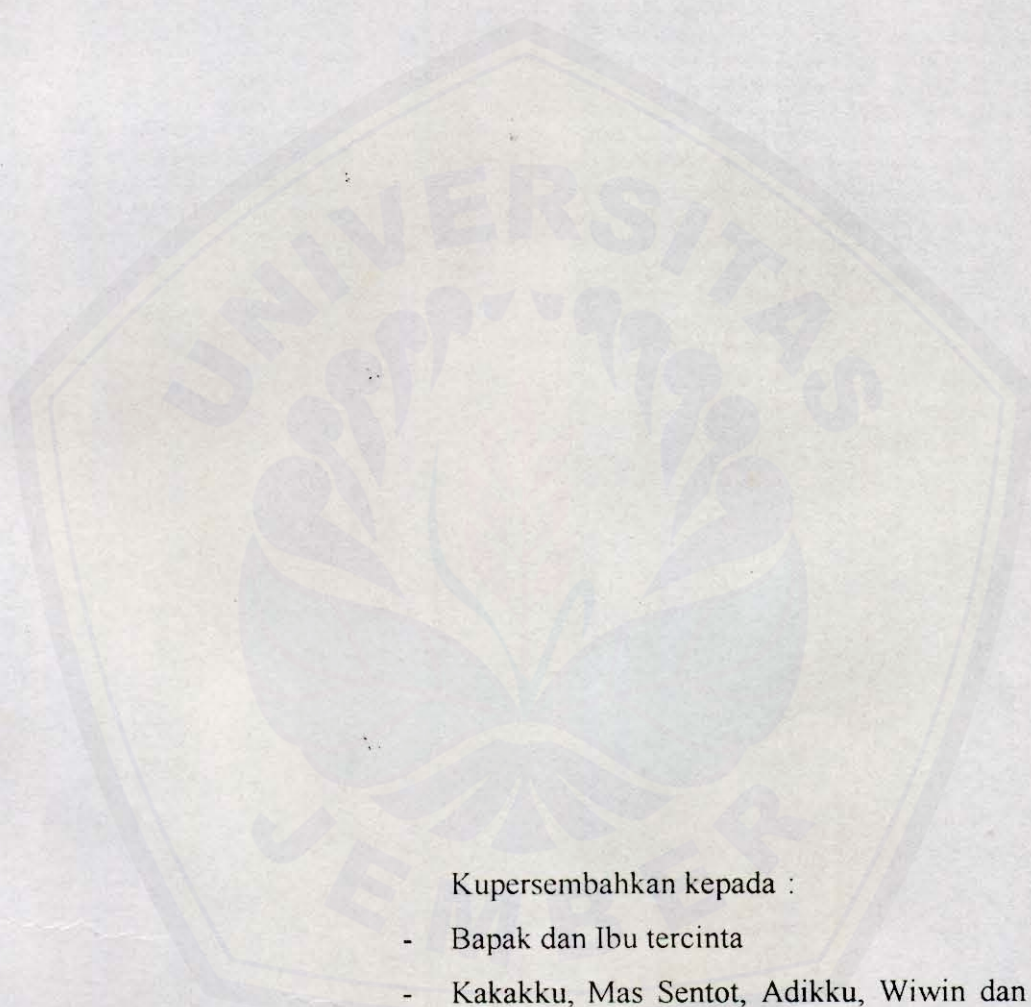 UNIVERSITAS
JEMBER
Kupersembahkan kepada :
- Bapak dan Ibu tercinta
- Kakakku, Mas Sentot, Adikku, Wiwin dan